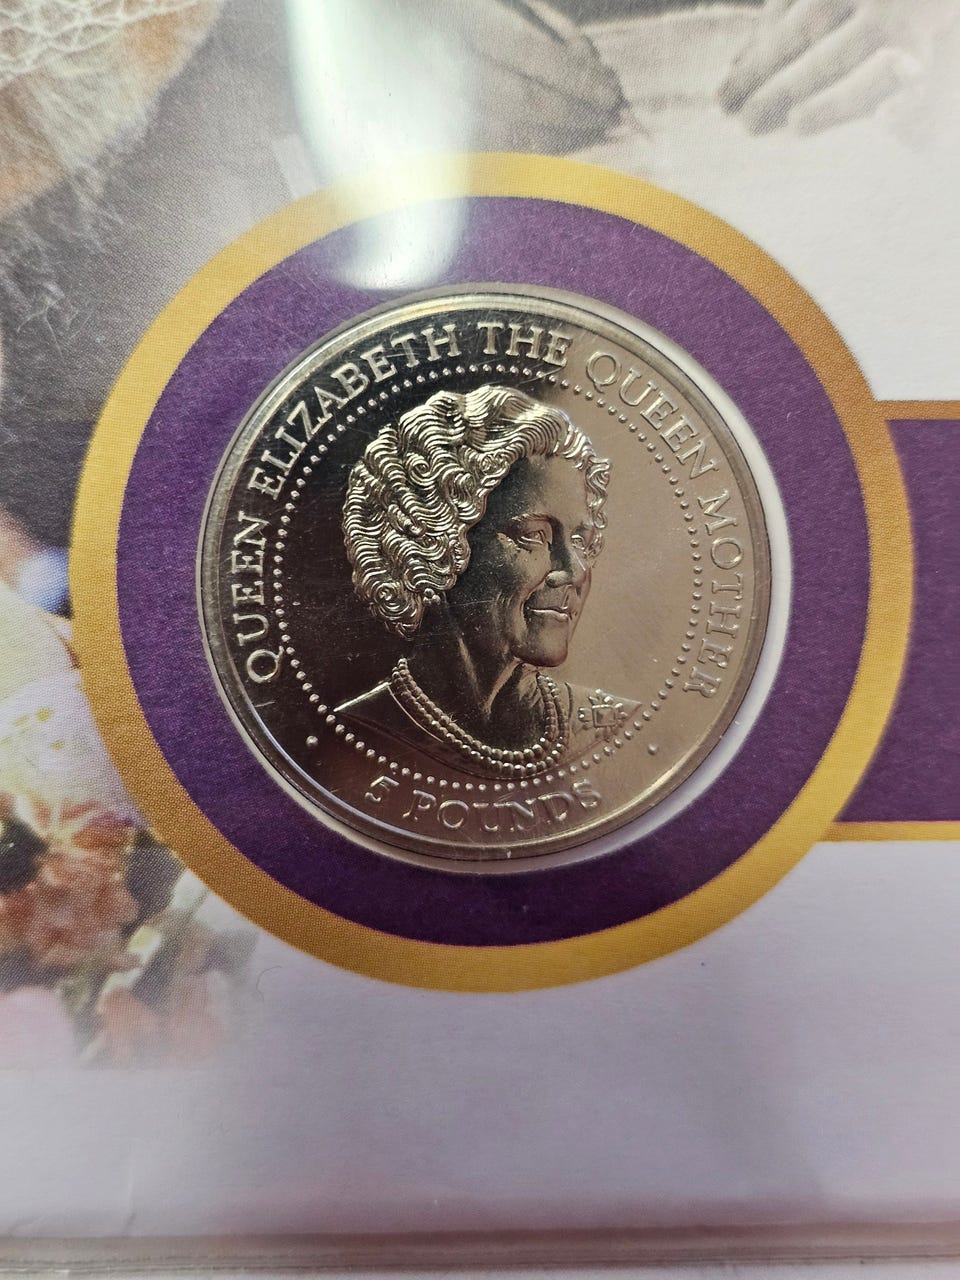 QUEEN ELIZABETH THE QUEEN MOTHER
5 POUNDS